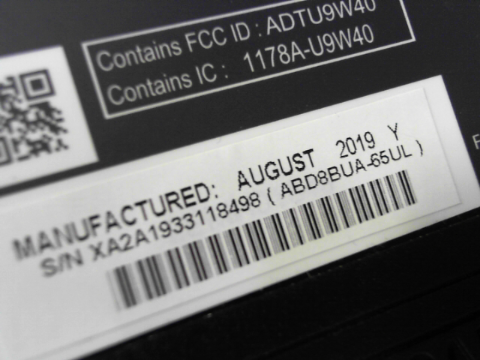 Contains FCC ID : ADTU9W40
Contains IC : 1178A-U9W40
MANUFACTURED: AUGUST 2019 Y
S/N XA2A1933118498 ( ABD8BUA-65UL )